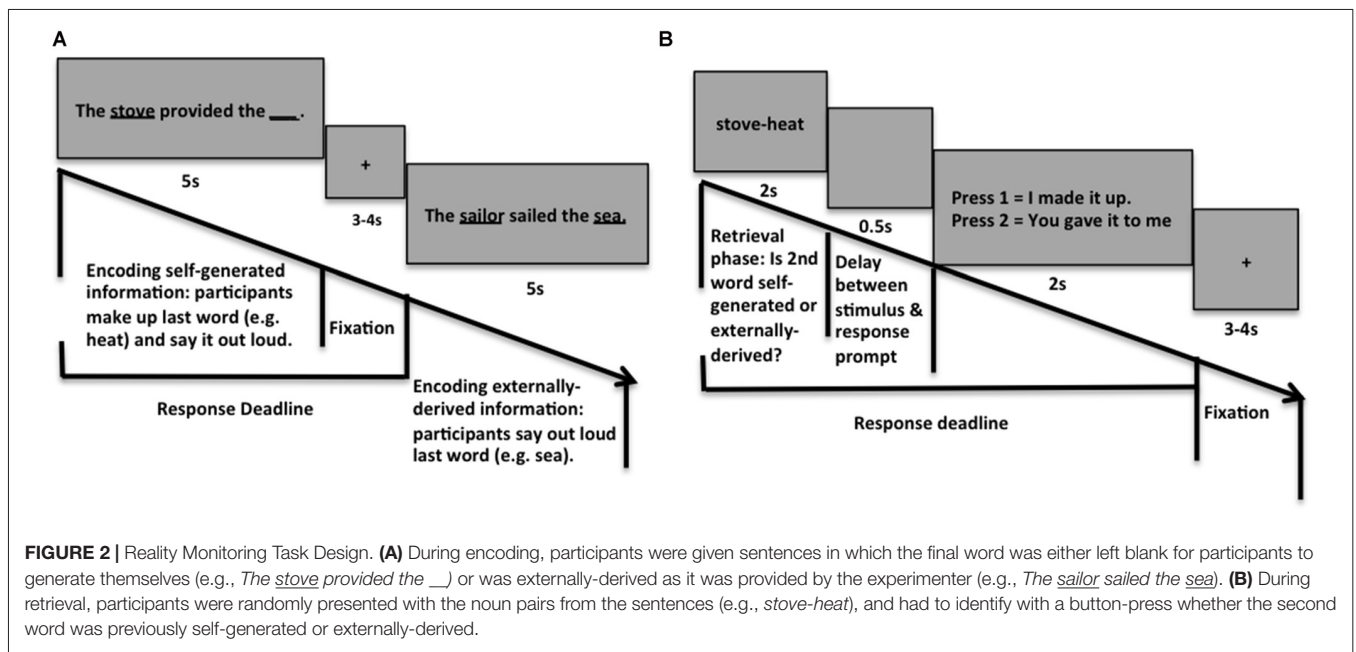 A
The stove provided the ___.
5s
+
3-4s
The sailor sailed the sea.
5s
Encoding self-generated
information: participants
make up last word (e.g.
heat) and say it out loud.
Fixation
Response Deadline
Encoding externally-
derived information:
participants say out loud
last word (e.g. sea).
B
stove-heat
2s
0.5s
Press 1 = I made it up.
Press 2 = You gave it to me
2s
+
3-4s
Retrieval
phase: Is 2nd
word self-
generated or
externally-
derived?
Delay
between
stimulus &
response
prompt
Response deadline
Fixation
FIGURE 2 | Reality Monitoring Task Design. (A) During encoding, participants were given sentences in which the final word was either left blank for participants to
generate themselves (e.g., The stove provided the __) or was externally-derived as it was provided by the experimenter (e.g., The sailor sailed the sea). (B) During
retrieval, participants were randomly presented with the noun pairs from the sentences (e.g., stove-heat), and had to identify with a button-press whether the second
word was previously self-generated or externally-derived.